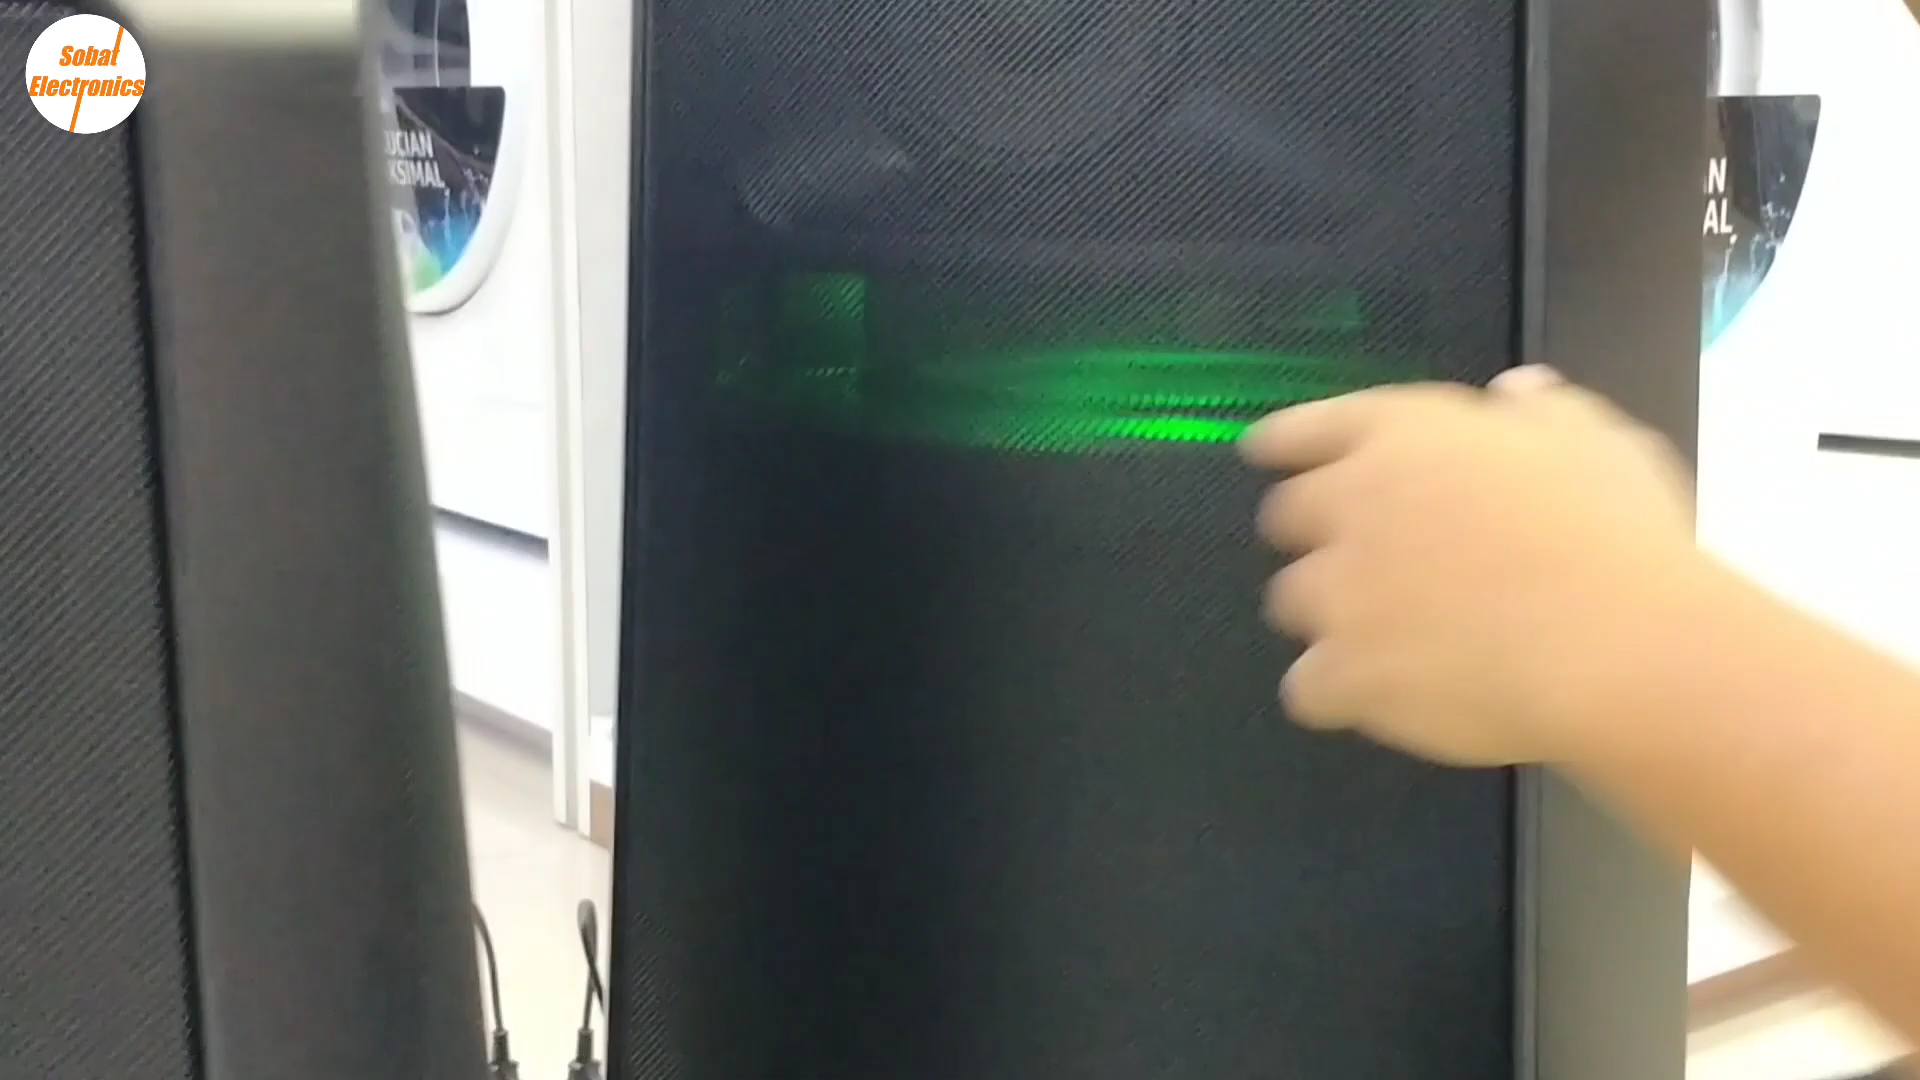 Sobat
Electronics
UCIAN
KSIMAL,
N
AL,